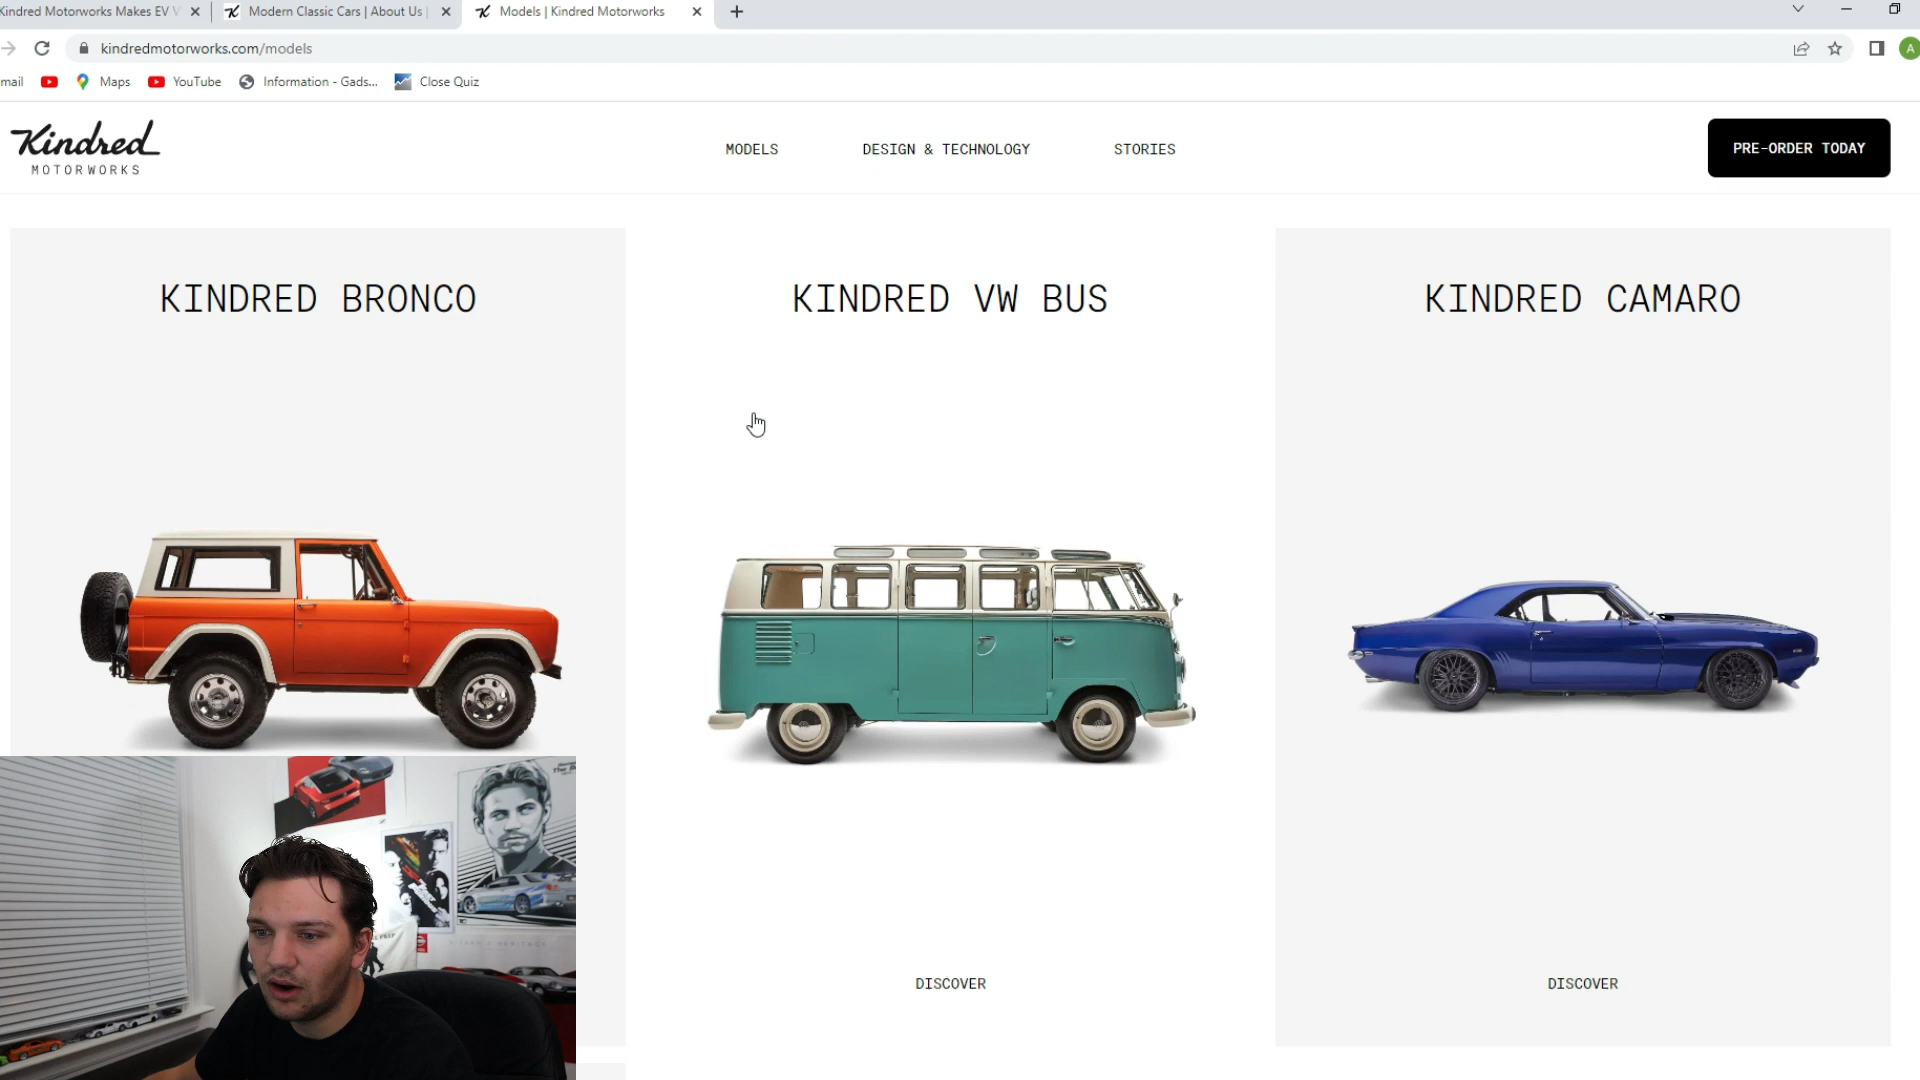 Kindred Motorworks Makes EV V
Modern Classic Cars | About Us |
Models | Kindred Motorworks
kindredmotorworks.com/models
A
mail
Maps
YouTube
Information - Gads...
Close Quiz
Kindred
MOTORWORKS
MODELS
DESIGN & TECHNOLOGY
STORIES
PRE-ORDER TODAY
KINDRED BRONCO
KINDRED VW BUS
KINDRED CAMARO
DISCOVER
DISCOVER